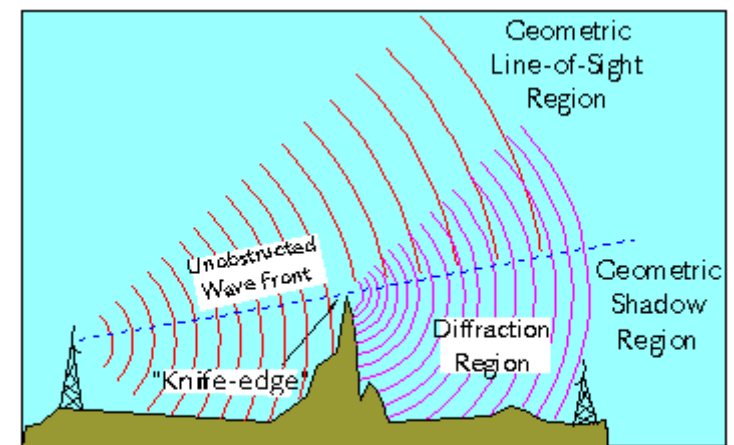 Geometric
Line-of-Sight
Region
Unobstructed
Wave front
Geometric
Shadow
Region
Diffraction
Region
"Knife-edge"